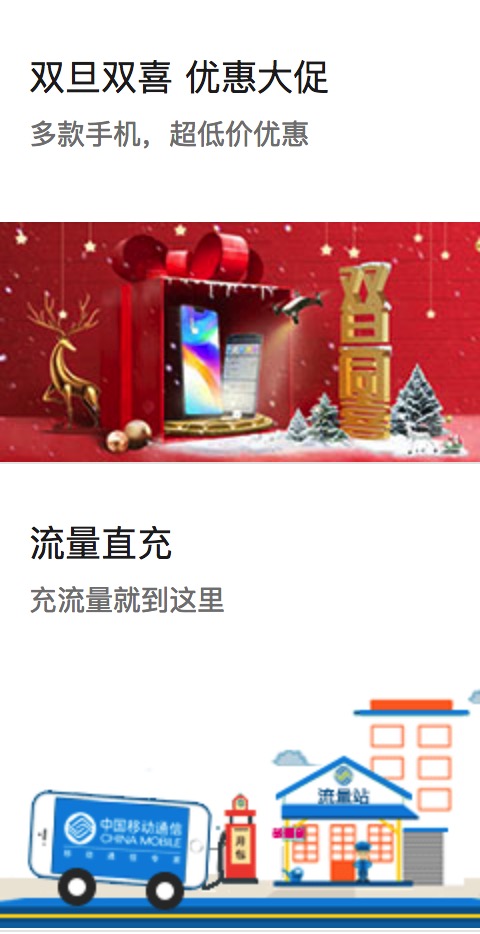 双旦双喜 优惠大促
多款手机，超低价优惠
双旦同喜
流量直充
充流量就到这里
流量站
中国移动通信
CHINA MOBILE
移动通信专家
月包